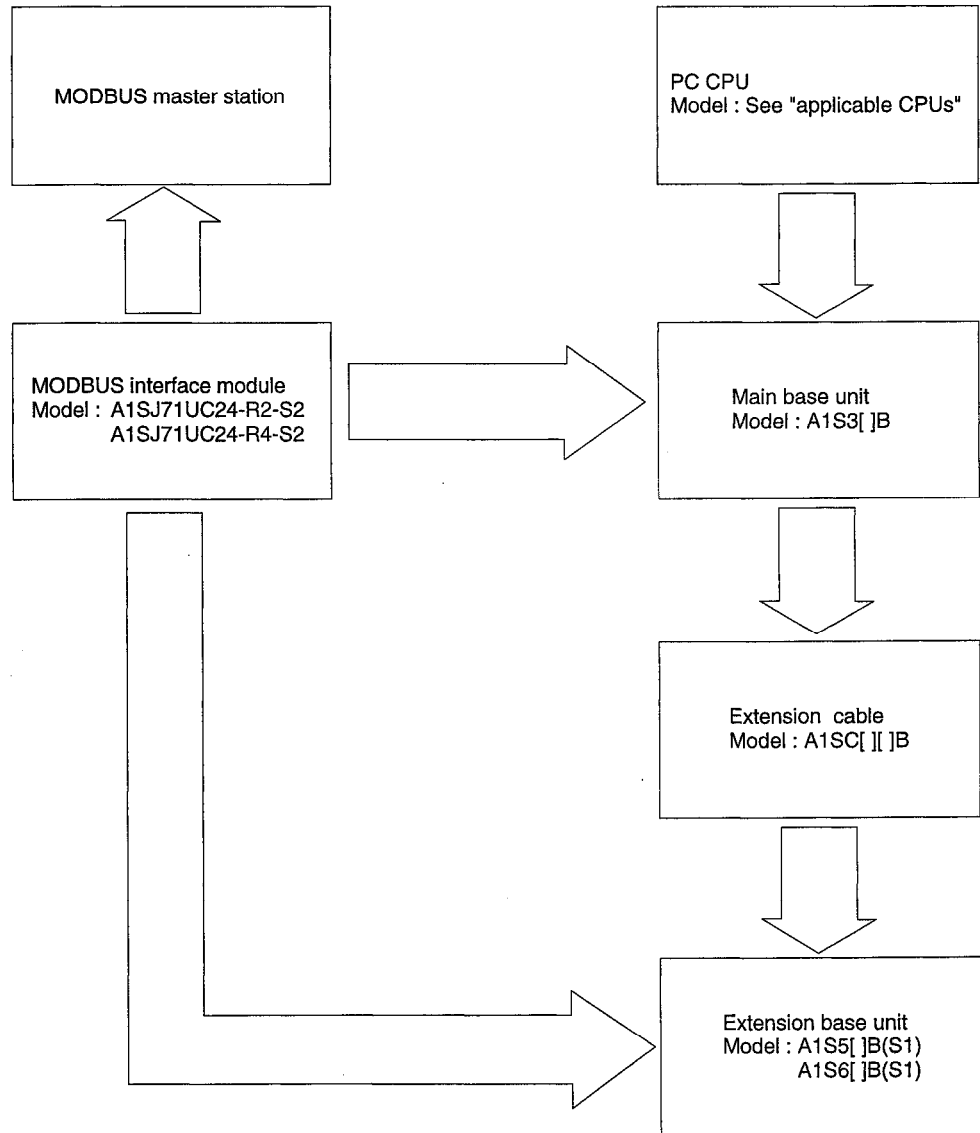 MODBUS master station
PC CPU
Model : See "applicable CPUs"
MODBUS interface module
Model : A1SJ71UC24-R2-S2
A1SJ71UC24-R4-S2
Main base unit
Model : A1S3[ ]B
Extension cable
Model : A1SC[ ][ ]B
Extension base unit
Model : A1S5[ ]B(S1)
A1S6[ ]B(S1)